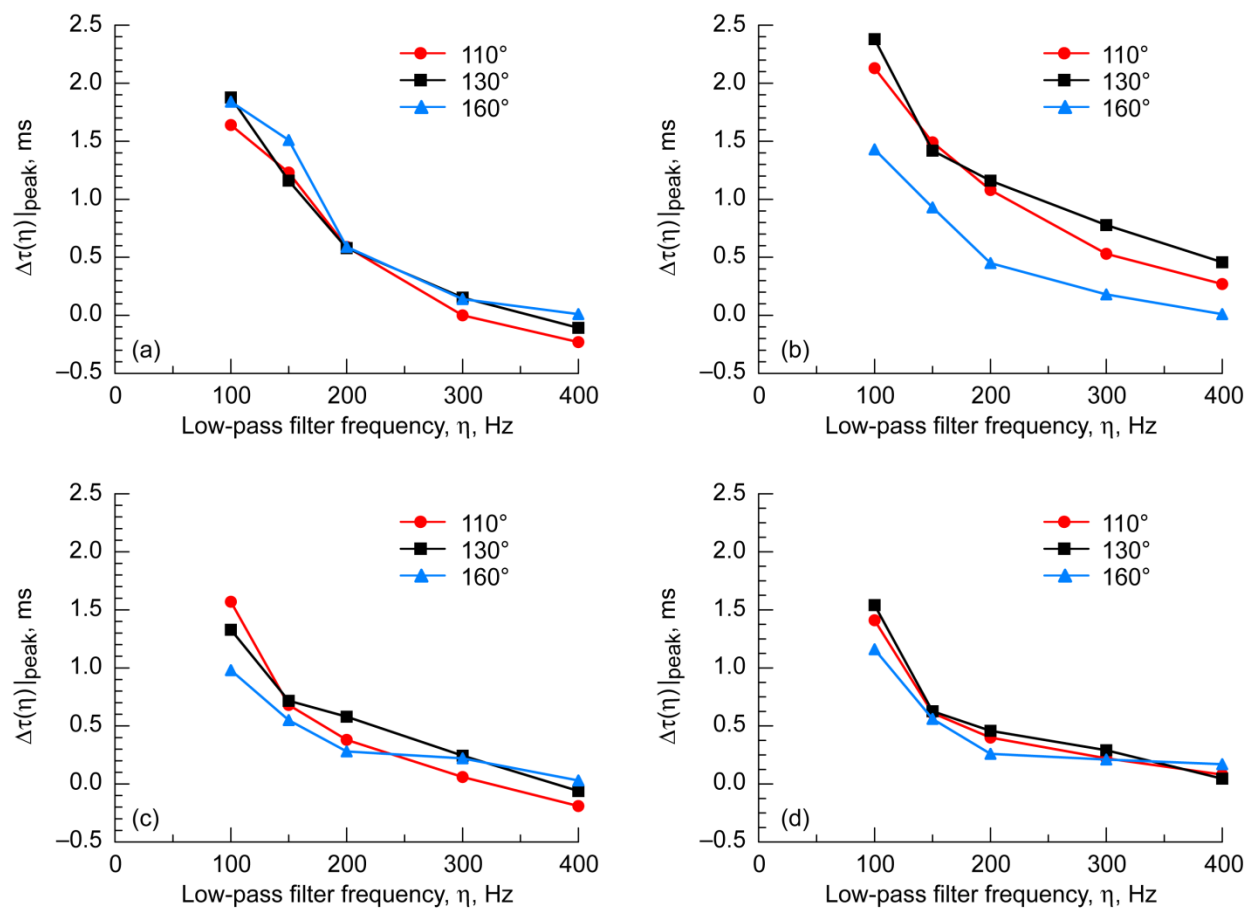 2.5
2.0
1.5
1.0
0.5
0.0
–0.5
Δτ(η)|peak, ms
110°
130°
160°
(a)
0 100 200 300 400
Low-pass filter frequency, η, Hz
2.5
2.0
1.5
1.0
0.5
0.0
–0.5
Δτ(η)|peak, ms
110°
130°
160°
(b)
0 100 200 300 400
Low-pass filter frequency, η, Hz
2.5
2.0
1.5
1.0
0.5
0.0
–0.5
Δτ(η)|peak, ms
110°
130°
160°
(c)
0 100 200 300 400
Low-pass filter frequency, η, Hz
2.5
2.0
1.5
1.0
0.5
0.0
–0.5
Δτ(η)|peak, ms
110°
130°
160°
(d)
0 100 200 300 400
Low-pass filter frequency, η, Hz